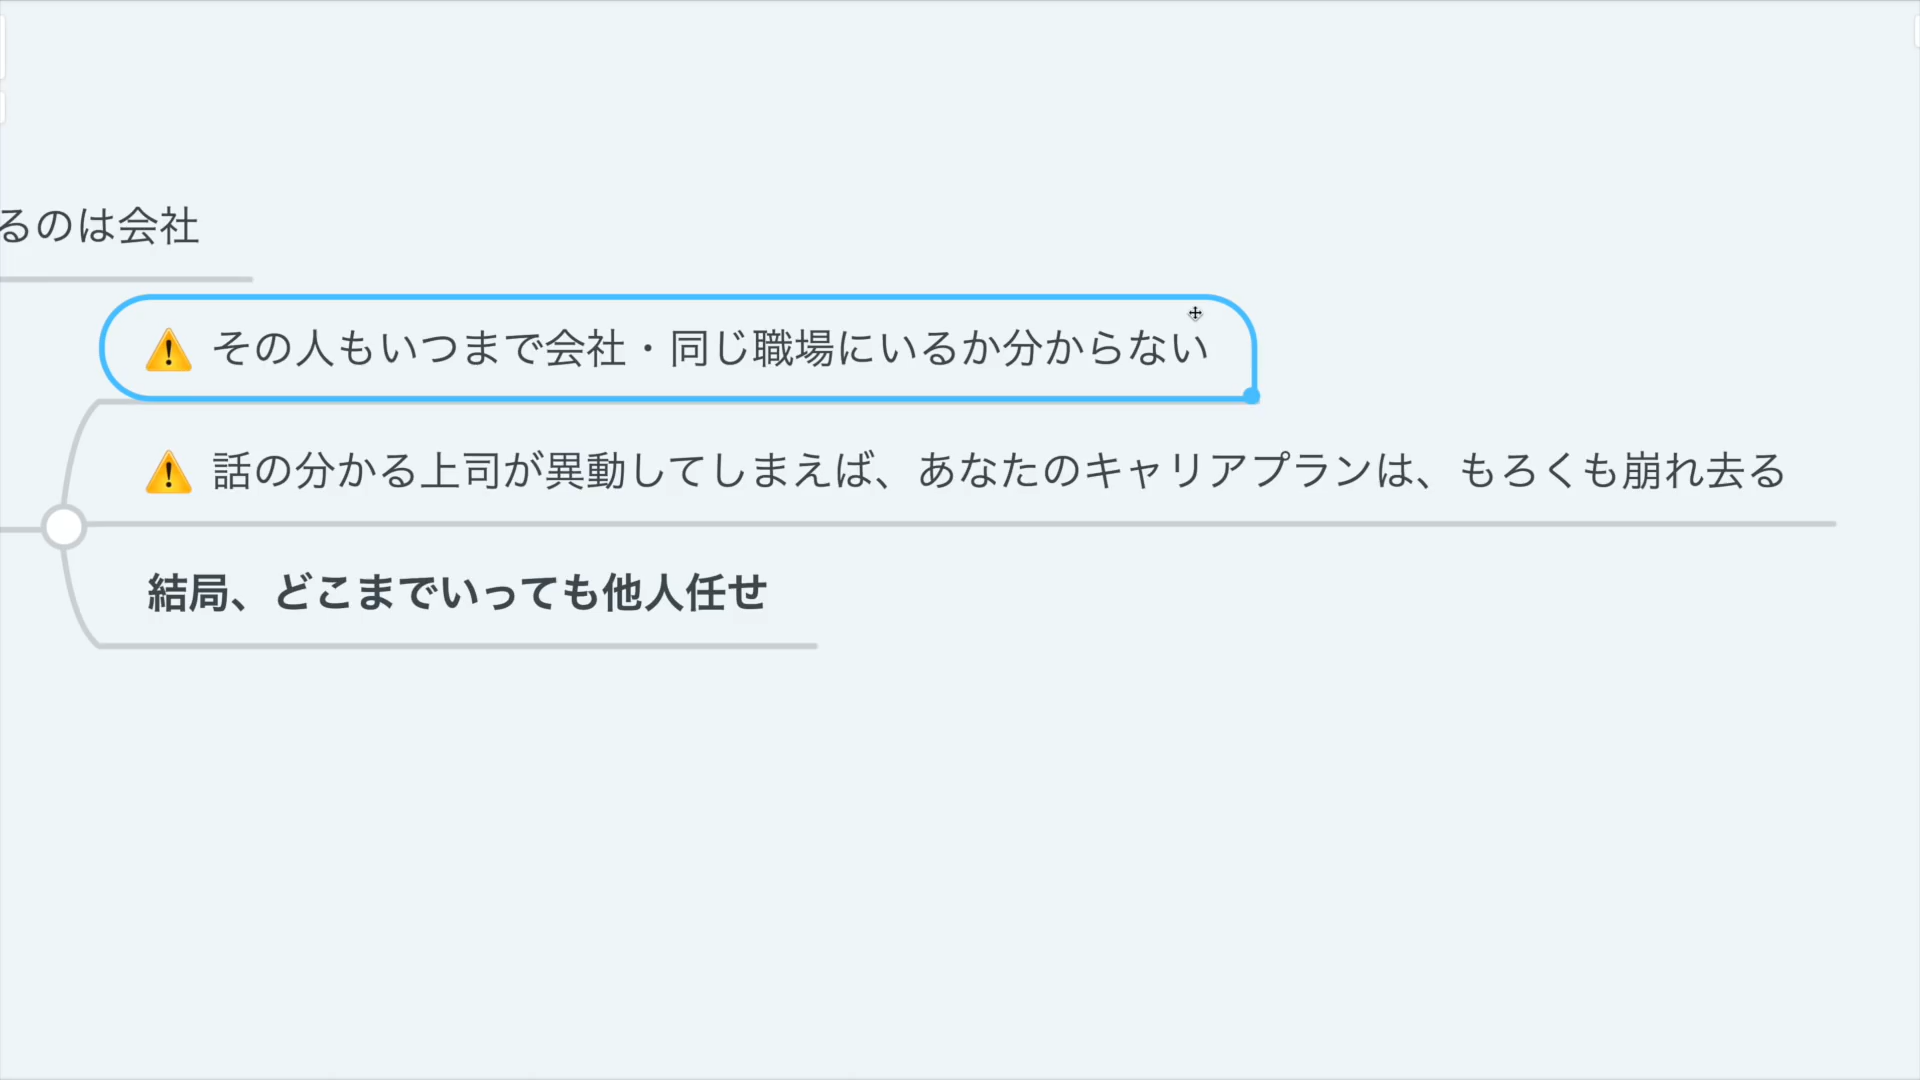 るのは会社
⚠️ その人もいつまで会社・同じ職場にいるか分からない
⚠️ 話の分かる上司が異動してしまえば、あなたのキャリアプランは、もろくも崩れ去る
結局、どこまでいっても他人任せ